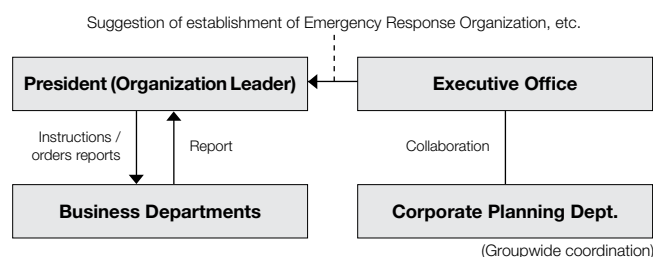 Suggestion of establishment of Emergency Response Organization, etc.
President (Organization Leader)
Executive Office
Instructions /
orders reports
Report
Collaboration
Business Departments
Corporate Planning Dept.
(Groupwide coordination)